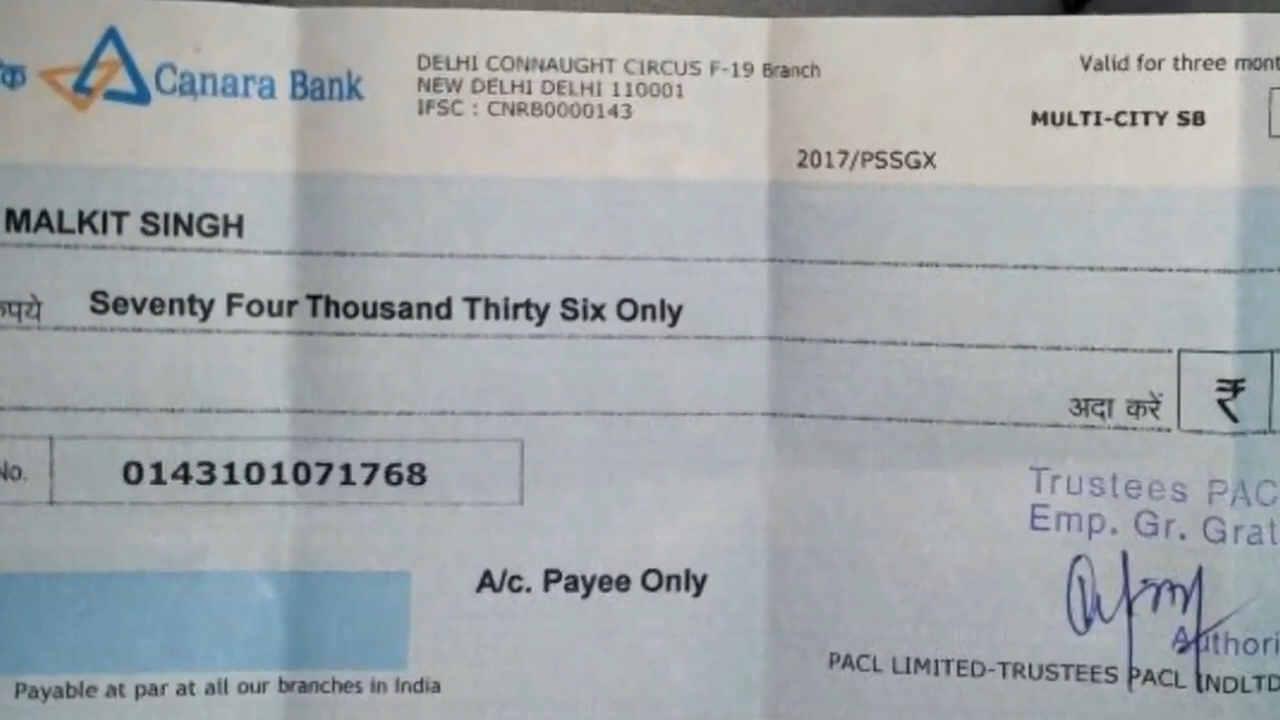 Canara Bank
DELHI CONNAUGHT CIRCUS F-19 Branch
NEW DELHI DELHI 110001
IFSC : CNRB0000143
Valid for three mont
MULTI-CITY SB
2017/PSSGX
MALKIT SINGH
रुपये Seventy Four Thousand Thirty Six Only
अदा करें ₹
No. 0143101071768
Trustees PAC
Emp. Gr. Grat
A/c. Payee Only
Authori
PACL LIMITED-TRUSTEES PACL INDLTD
Payable at par at all our branches in India